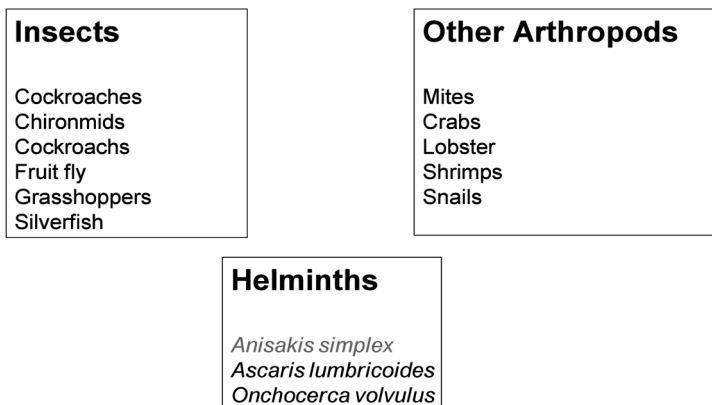 Insects
Cockroaches
Chironmids
Cockroachs
Fruit fly
Grasshoppers
Silverfish
Other Arthropods
Mites
Crabs
Lobster
Shrimps
Snails
Helminths
Anisakis simplex
Ascaris lumbricoides
Onchocerca volvulus